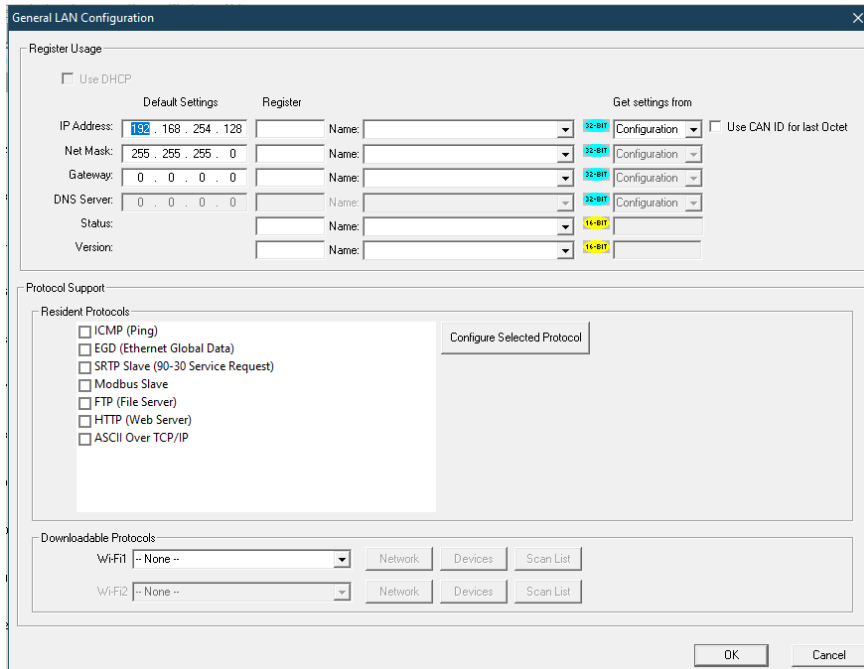 General LAN Configuration
Register Usage
Use DHCP
Default Settings Register Get settings from
IP Address: 192 . 168 . 254 . 128 Name: 32-BIT Configuration Use CAN ID for last Octet
Net Mask: 255 . 255 . 255 . 0 Name: 32-BIT Configuration
Gateway: 0 . 0 . 0 . 0 Name: 32-BIT Configuration
DNS Server: 0 . 0 . 0 . 0 Name: 32-BIT Configuration
Status: Name: 16-BIT
Version: Name: 16-BIT
Protocol Support
Resident Protocols
ICMP (Ping) Configure Selected Protocol
EGD (Ethernet Global Data)
SRTP Slave (90-30 Service Request)
Modbus Slave
FTP (File Server)
HTTP (Web Server)
ASCII Over TCP/IP
Downloadable Protocols
Wi-Fi1 -- None -- Network Devices Scan List
Wi-Fi2 -- None -- Network Devices Scan List
OK Cancel